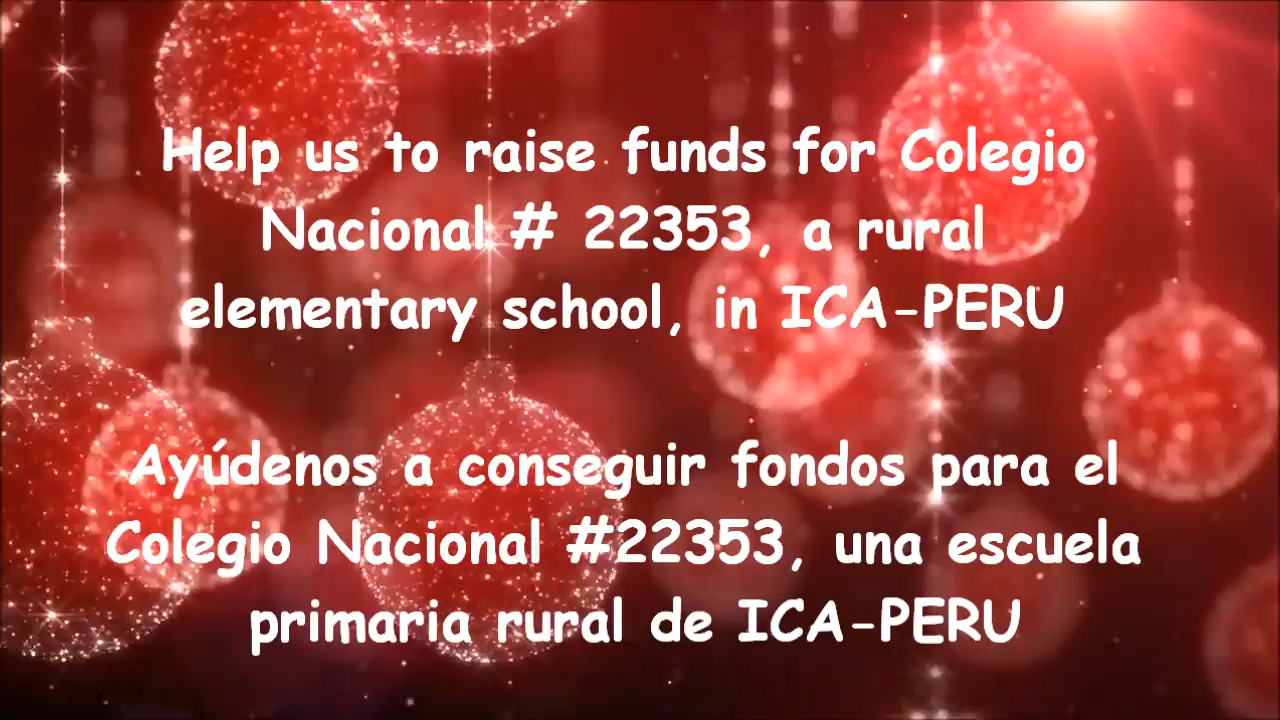 Help us to raise funds for Colegio
Nacional # 22353, a rural
elementary school, in ICA-PERU
Ayúdenos a conseguir fondos para el
Colegio Nacional #22353, una escuela
primaria rural de ICA-PERU